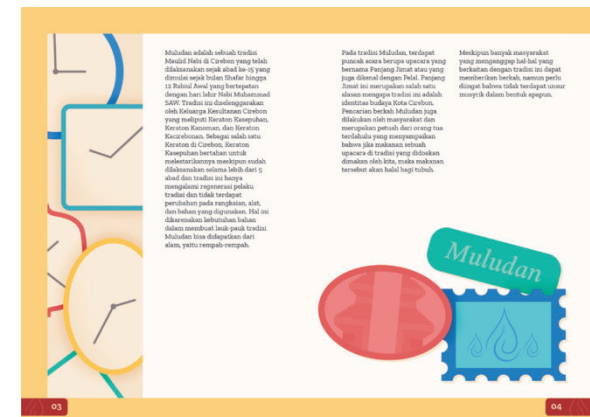 Muludan adalah sebuah tradisi
Maulid Nabi di Cirebon yang telah
dilaksanakan sejak abad ke-15 yang
dimulai sejak bulan Shafar hingga
12 Rabiul Awal yang bertepatan
dengan hari lahir Nabi Muhammad
SAW. Tradisi ini diselenggarakan
oleh Keluarga Kesultanan Cirebon
yang meliputi Keraton Kasepuhan,
Keraton Kanoman, dan Keraton
Kacirebonan. Sebagai salah satu
Keraton di Cirebon, Keraton
Kasepuhan bertahan untuk
melestarikannya meskipun sudah
dilaksanakan selama lebih dari 5
abad dan tradisi ini hanya
mengalami regenerasi pelaku
tradisi dan tidak terdapat
perubahan pada rangkaian, alat,
dan bahan yang digunakan. Hal ini
dikarenakan kebutuhan bahan
dalam membuat lauk-pauk tradisi
Muludan bisa didapatkan dari
alam, yaitu rempah-rempah.
Pada tradisi Muludan, terdapat
puncak acara berupa upacara yang
bernama Panjang Jimat atau yang
juga dikenal dengan Pelal. Panjang
Jimat ini merupakan salah satu
alasan mengapa tradisi ini adalah
identitas budaya Kota Cirebon.
Pencarian berkah Muludan juga
dilakukan oleh masyarakat dan
merupakan petuah dari orang tua
terdahulu yang menyampaikan
bahwa jika makanan sebuah
upacara di tradisi yang didoakan
dimakan oleh kita, maka makanan
tersebut akan halal bagi tubuh.
Meskipun banyak masyarakat
yang menganggap hal-hal yang
berkaitan dengan tradisi ini dapat
memberikan berkah, namun perlu
diingat bahwa tidak terdapat unsur
musyrik dalam bentuk apapun.
Muludan
03
04